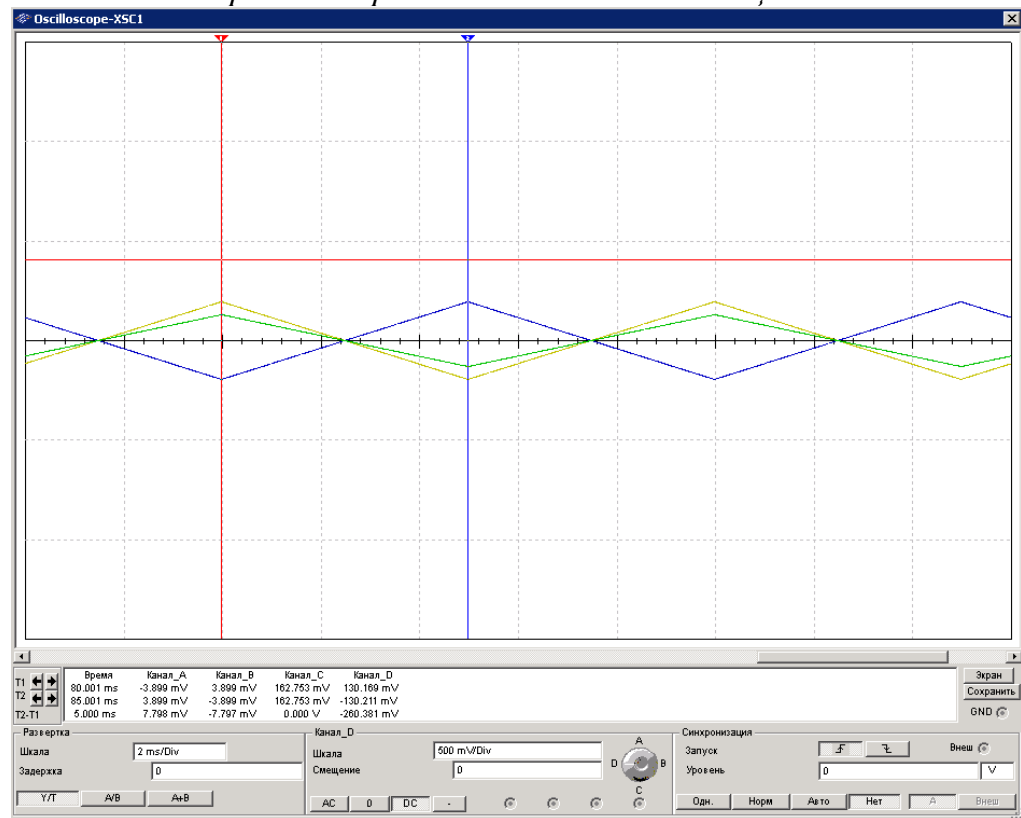 Oscilloscope-XSC1
1 2
T1 Время Канал_A Канал_B Канал_C Канал_D
T2 80.001 ms -3.899 mV 3.899 mV 162.753 mV 130.169 mV
85.001 ms 3.899 mV -3.899 mV 162.753 mV -130.211 mV
T2-T1 5.000 ms 7.798 mV -7.797 mV 0.000 V -260.381 mV
Экран
Сохранить
GND
Развертка
Шкала 2 ms/Div
Задержка 0
Y/T A/B A+B
Канал_D
Шкала 500 mV/Div
Смещение 0
AC 0 DC -
A
D B
C
Синхронизация
Запуск Внеш
Уровень 0 V
Одн. Норм Авто Нет A Внеш